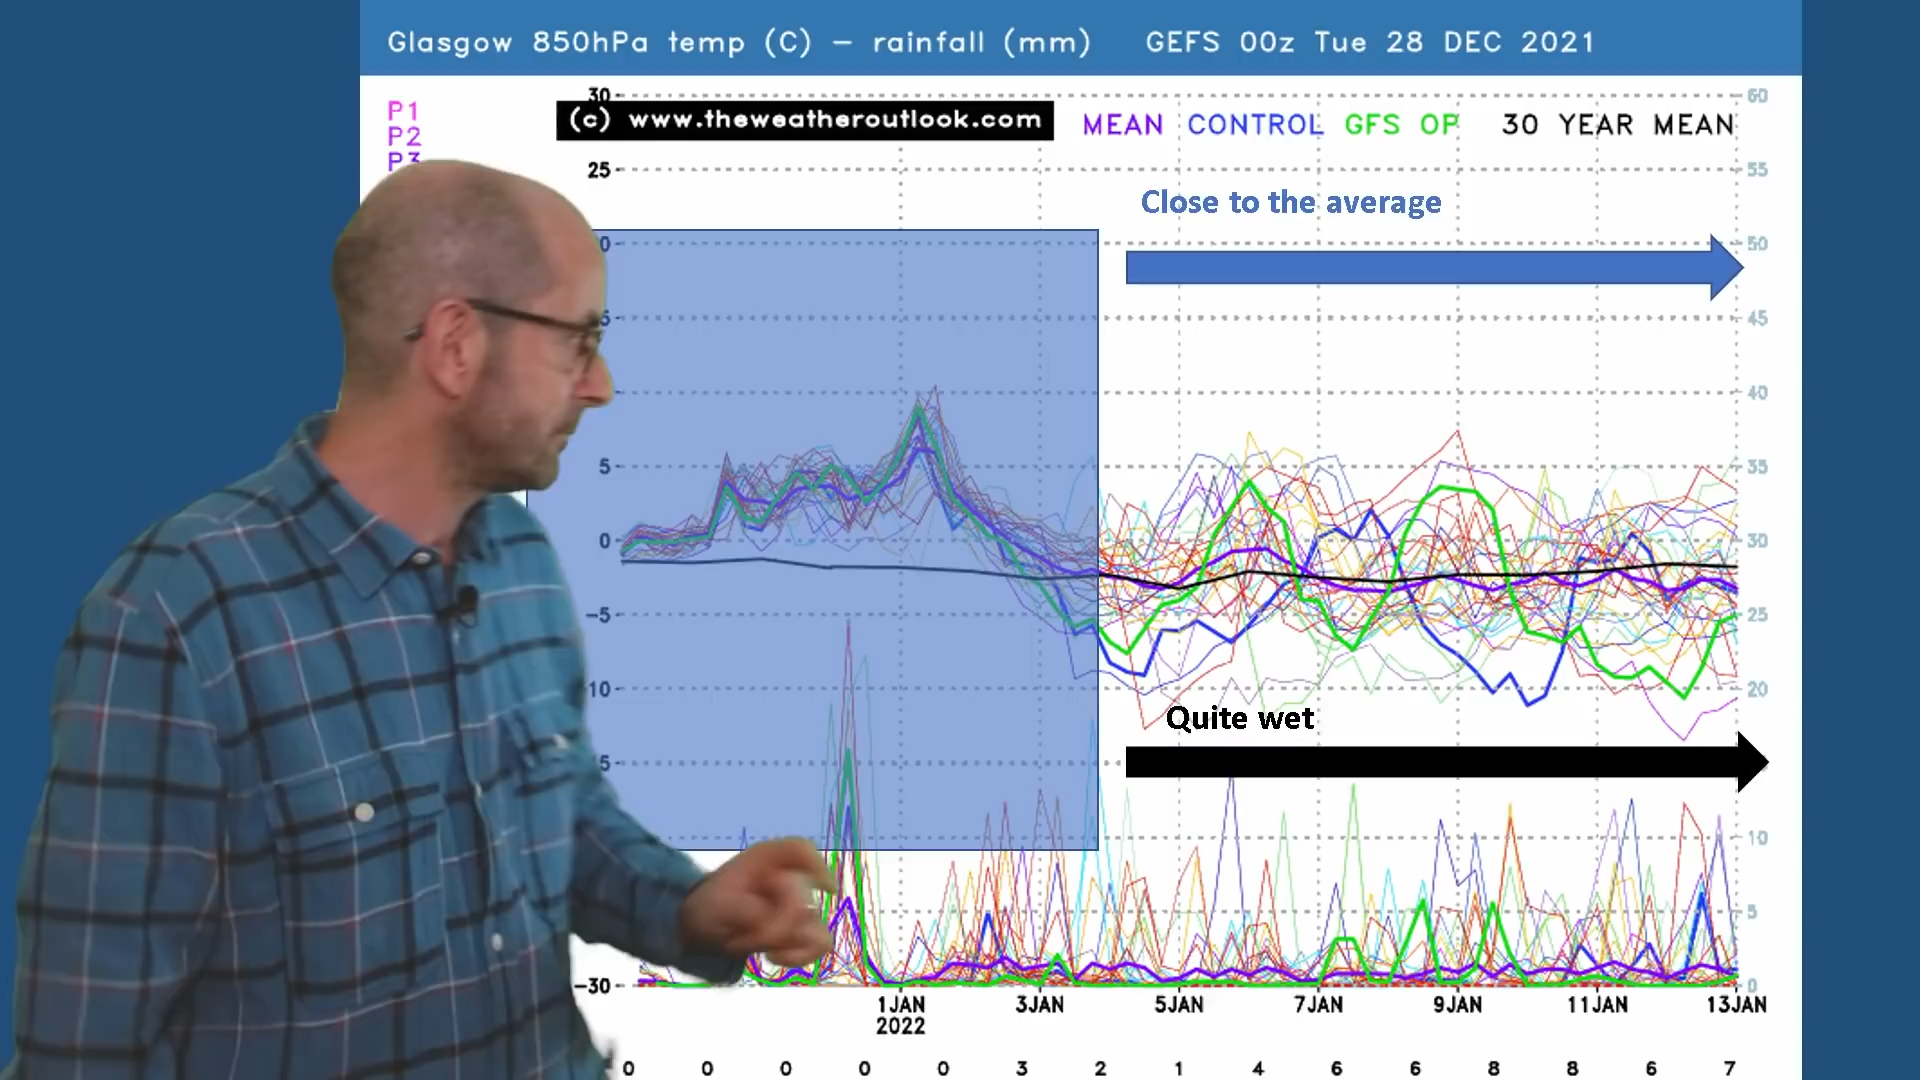 Glasgow 850hPa temp (C) – rainfall (mm) GEFS 00z Tue 28 DEC 2021
P1
P2
P3
(c) www.theweatheroutlook.com
MEAN CONTROL GFS OP 30 YEAR MEAN
30 60
25 55
Close to the average
50
45
40
5 35
0 30
-5 25
-10 20
Quite wet
10
5
-30 0
1JAN 3JAN 5JAN 7JAN 9JAN 11JAN 13JAN
2022
0 0 0 0 0 3 2 1 4 6 6 8 8 6 7